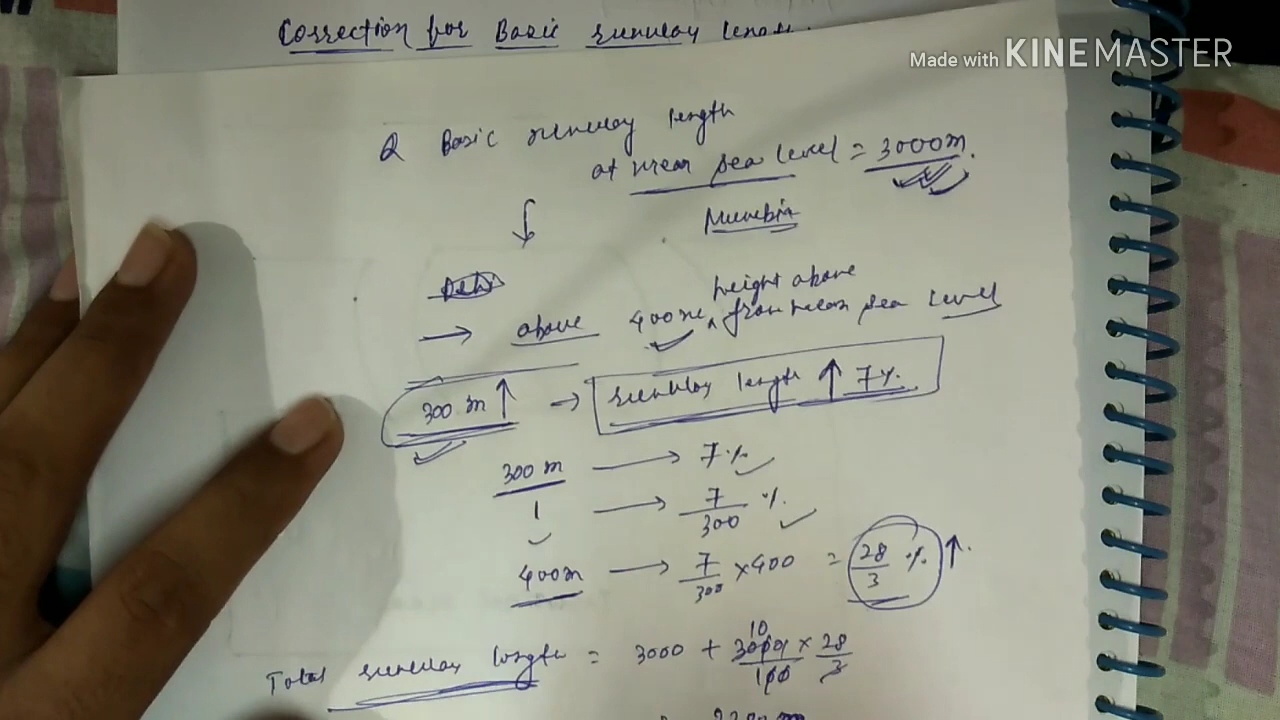 Correction for Basic runway length.
Made with KINEMASTER
Q Basic runway length
at mean sea level = 3000m.
Mumbai
above 400m height above
from mean sea level
300 m ↑ → runway length ↑ 7%.
300 m → 7%
1 → 7/300 %.
400m → 7/300 × 400 = 28/3 % ↑.
Total runway length = 3000 + 3000/100 × 28/3
10